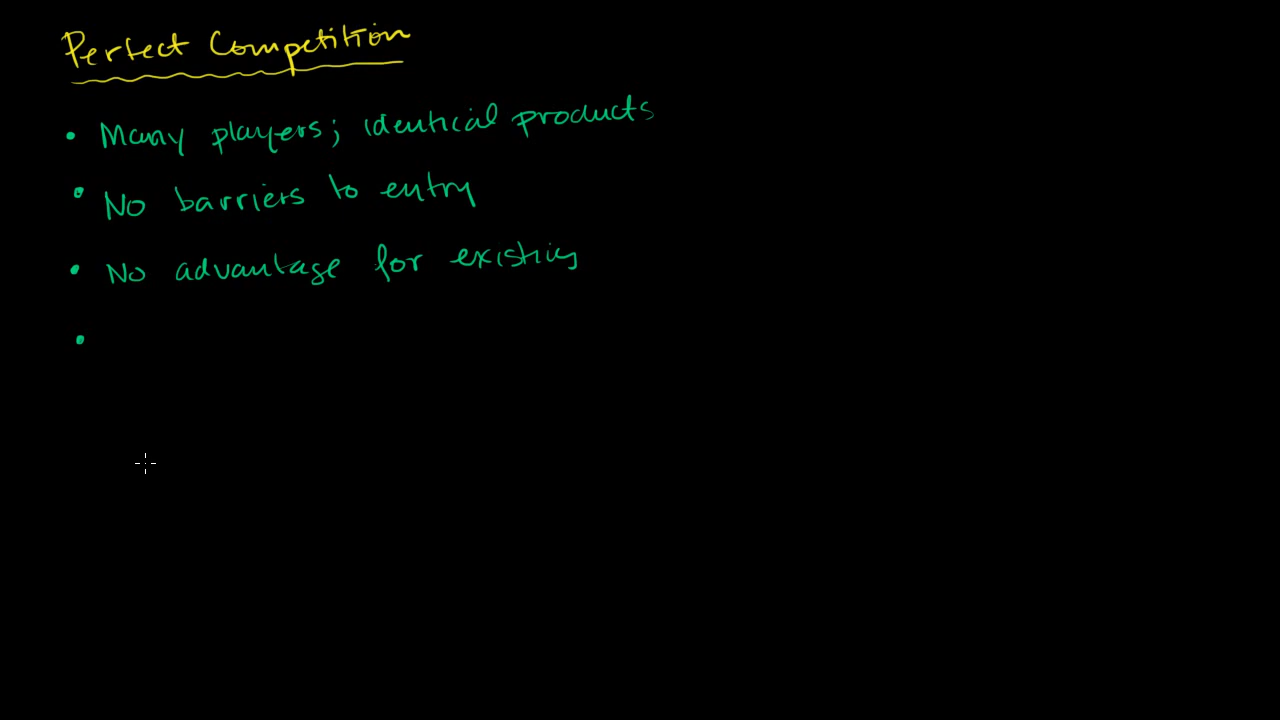 Perfect Competition
• Many players; identical products
• No barriers to entry
• No advantage for existing
•